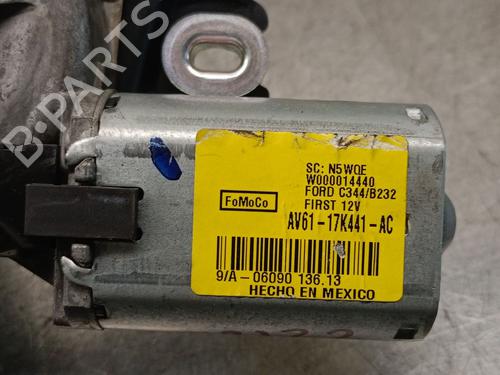 B-PARTS
SC: N5WQE
W000014440
FORD C344/B232
FIRST 12V
FoMoCo
AV61-17K441-AC
9/A-06090 136.13
HECHO EN MEXICO